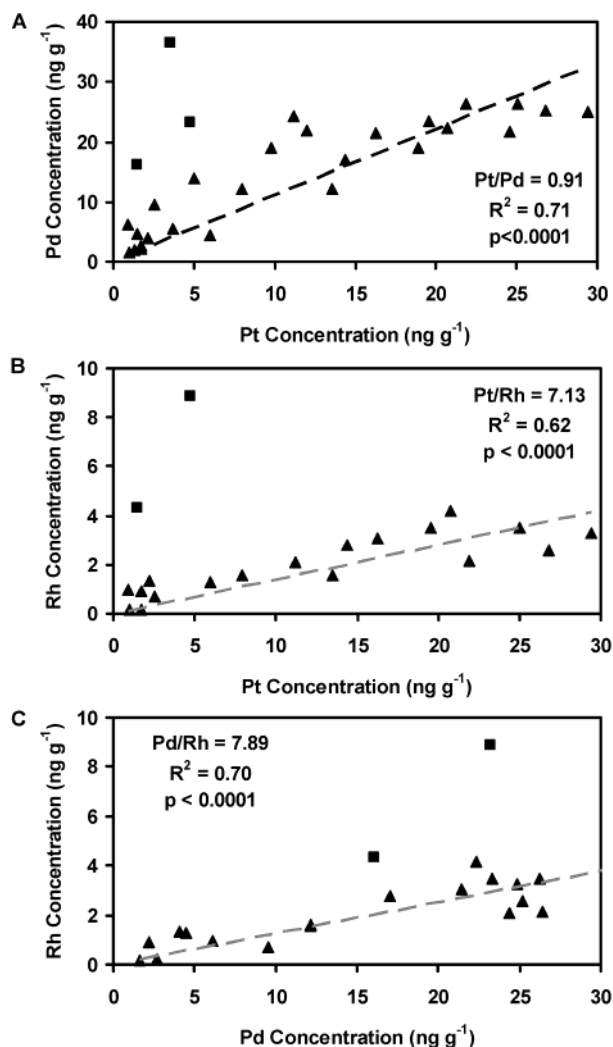 A
Pd Concentration (ng g⁻¹)
40
30
20
10
0
Pt/Pd = 0.91
R² = 0.71
p<0.0001
0 5 10 15 20 25 30
Pt Concentration (ng g⁻¹)
B
Rh Concentration (ng g⁻¹)
10
8
6
4
2
0
Pt/Rh = 7.13
R² = 0.62
p < 0.0001
0 5 10 15 20 25 30
Pt Concentration (ng g⁻¹)
C
Rh Concentration (ng g⁻¹)
10
8
6
4
2
0
Pd/Rh = 7.89
R² = 0.70
p < 0.0001
0 5 10 15 20 25 30
Pd Concentration (ng g⁻¹)